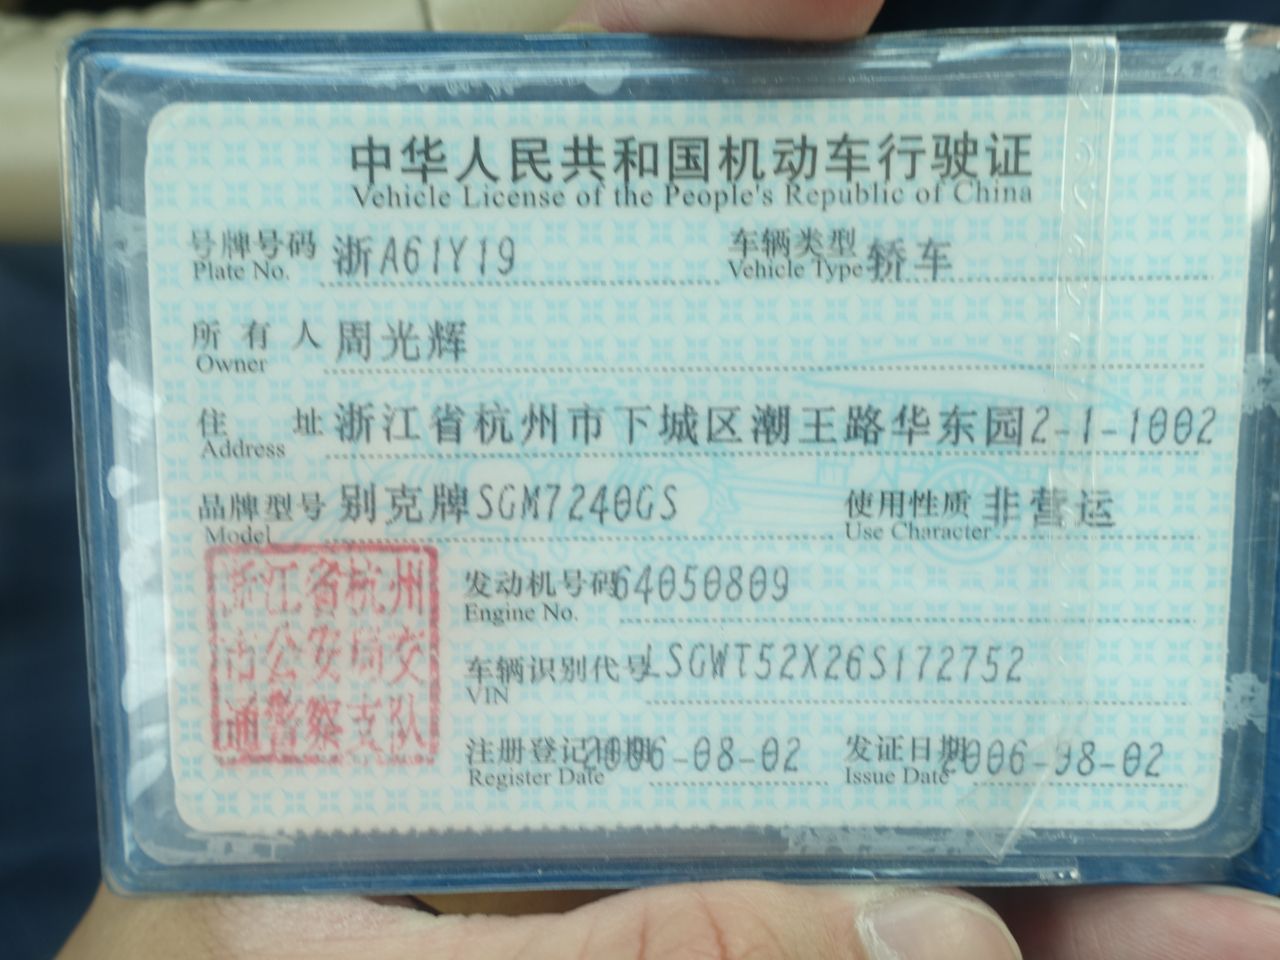 中华人民共和国机动车行驶证
Vehicle License of the People's Republic of China
号牌号码 浙A61Y19 车辆类型 轿车
Plate No. Vehicle Type
所有人 周光辉
Owner
住址 浙江省杭州市下城区潮王路华东园2-1-1002
Address
品牌型号 别克牌SGM7240GS 使用性质 非营运
Model Use Character
发动机号码 64050809
Engine No.
车辆识别代号 LSGWT52X26S172752
VIN
注册登记日期 2006-08-02 发证日期 2006-08-02
Register Date Issue Date
浙江省杭州
市公安局交
通警察支队